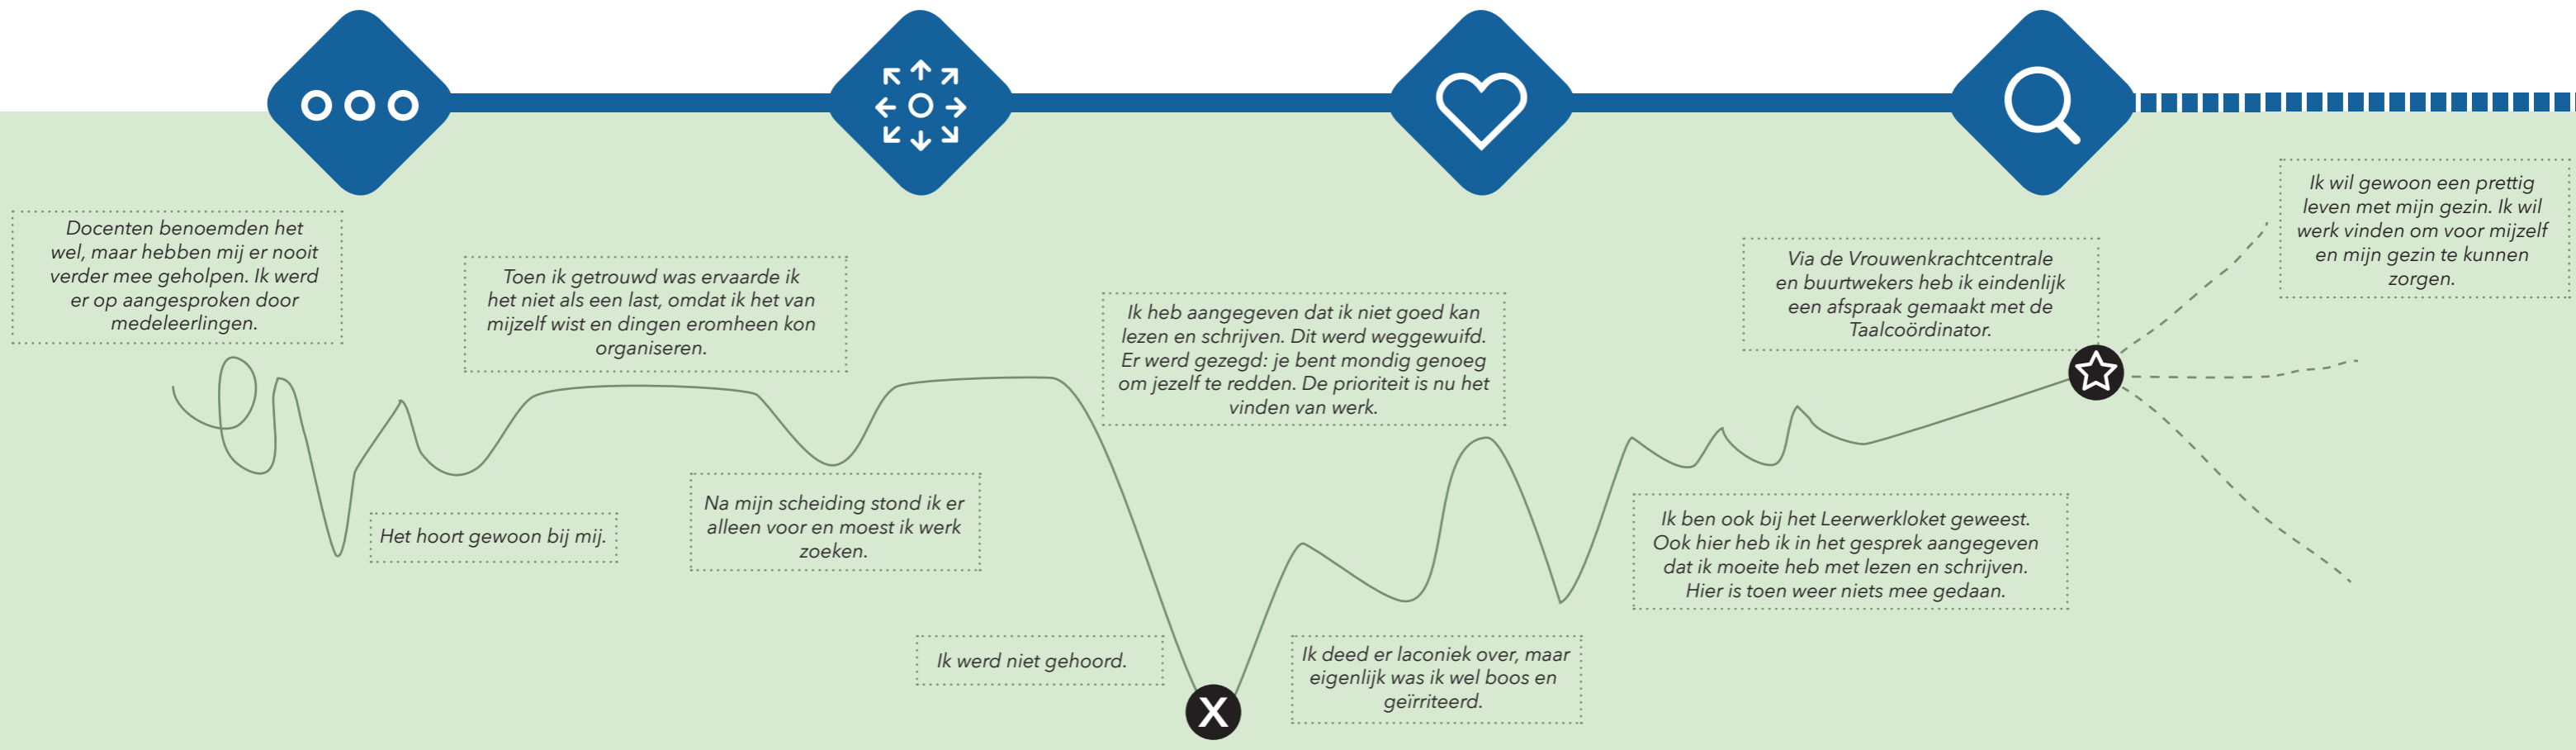 Docenten benoemden het
wel, maar hebben mij er nooit
verder mee geholpen. Ik werd
er op aangesproken door
medeleerlingen.
Het hoort gewoon bij mij.
Toen ik getrouwd was ervaarde ik
het niet als een last, omdat ik het van
mijzelf wist en dingen eromheen kon
organiseren.
Na mijn scheiding stond ik er
alleen voor en moest ik werk
zoeken.
Ik werd niet gehoord.
X
Ik heb aangegeven dat ik niet goed kan
lezen en schrijven. Dit werd weggewuifd.
Er werd gezegd: je bent mondig genoeg
om jezelf te redden. De prioriteit is nu het
vinden van werk.
Ik deed er laconiek over, maar
eigenlijk was ik wel boos en
geïrriteerd.
Ik ben ook bij het Leerwerkloket geweest.
Ook hier heb ik in het gesprek aangegeven
dat ik moeite heb met lezen en schrijven.
Hier is toen weer niets mee gedaan.
Via de Vrouwenkrachtcentrale
en buurtwekers heb ik eindenlijk
een afspraak gemaakt met de
Taalcoördinator.
Ik wil gewoon een prettig
leven met mijn gezin. Ik wil
werk vinden om voor mijzelf
en mijn gezin te kunnen
zorgen.